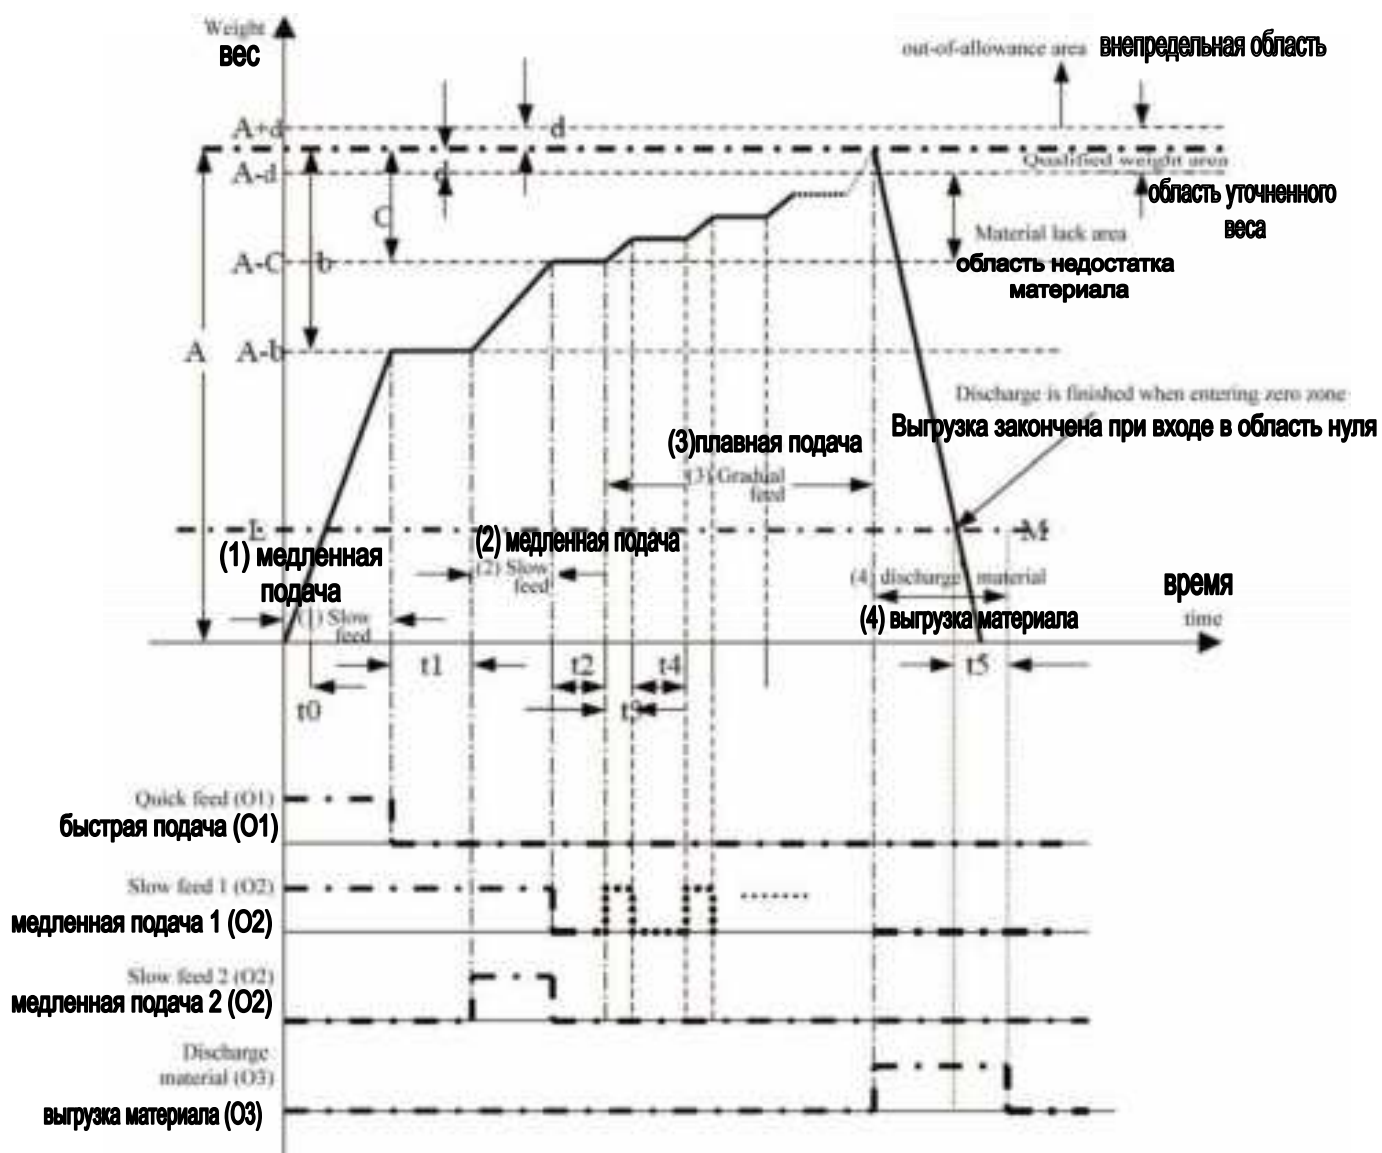 Weight
вес
out-of-allowance area внепредельная область
A+d
d
A-d
Qualified weight area
область уточненного
веса
C
Material lack area
A-C
b
область недостатка
материала
A
A-b
Discharge is finished when entering zero zone
Выгрузка закончена при входе в область нуля
(3)плавная подача
(3) Gradual
feed
L
M
(1) медленная
подача
(2) медленная подача
(2) Slow
feed
(4) discharge material
время
(1) Slow
feed
(4) выгрузка материала
time
t1
t2
t4
t5
t0
t3
Quick feed (O1)
быстрая подача (O1)
Slow feed 1 (O2)
медленная подача 1 (O2)
Slow feed 2 (O2)
медленная подача 2 (O2)
Discharge
material (O3)
выгрузка материала (O3)